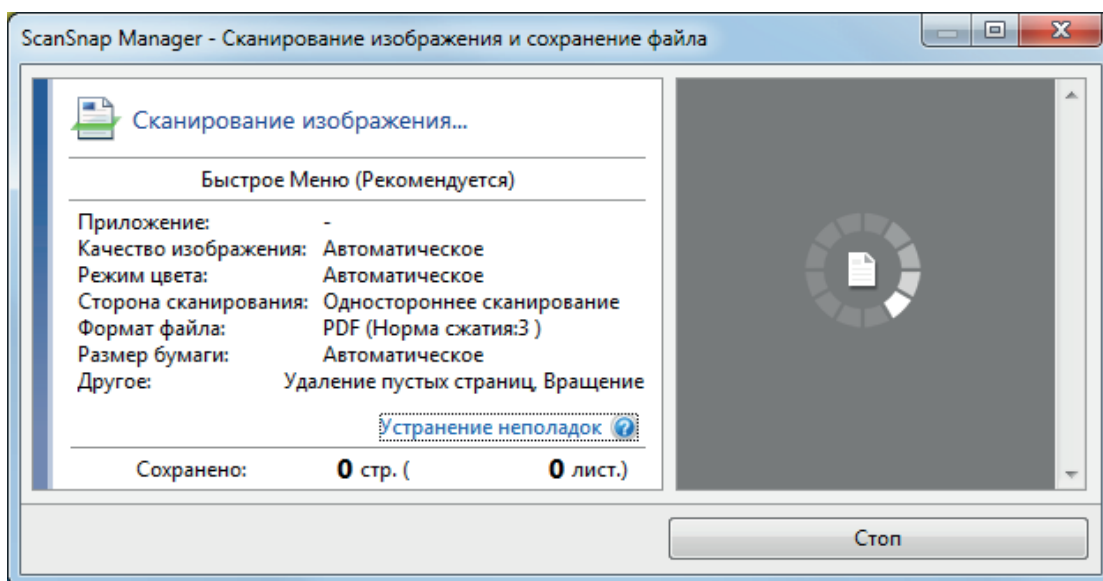 ScanSnap Manager - Сканирование изображения и сохранение файла
Сканирование изображения...
Быстрое Меню (Рекомендуется)
Приложение: -
Качество изображения: Автоматическое
Режим цвета: Автоматическое
Сторона сканирования: Одностороннее сканирование
Формат файла: PDF (Норма сжатия:3 )
Размер бумаги: Автоматическое
Другое: Удаление пустых страниц, Вращение
Устранение неполадок ?
Сохранено: 0 стр. ( 0 лист.)
Стоп